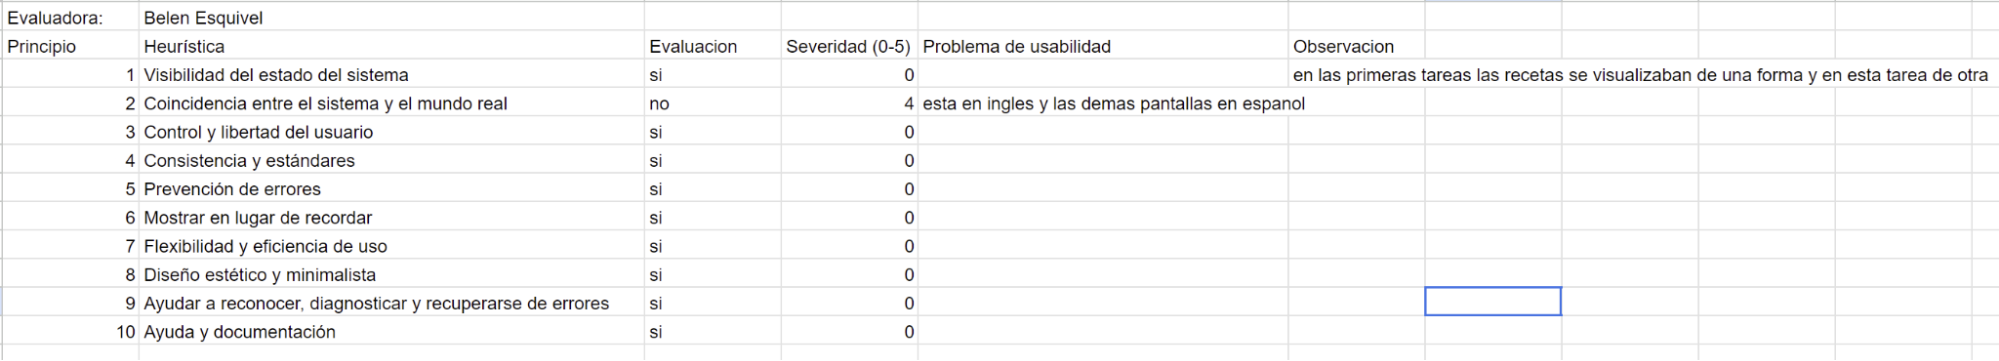 Evaluadora: Belen Esquivel
Principio Heurística Evaluacion Severidad (0-5) Problema de usabilidad Observacion
1 Visibilidad del estado del sistema si 0 en las primeras tareas las recetas se visualizaban de una forma y en esta tarea de otra
2 Coincidencia entre el sistema y el mundo real no 4 esta en ingles y las demas pantallas en espanol
3 Control y libertad del usuario si 0
4 Consistencia y estándares si 0
5 Prevención de errores si 0
6 Mostrar en lugar de recordar si 0
7 Flexibilidad y eficiencia de uso si 0
8 Diseño estético y minimalista si 0
9 Ayudar a reconocer, diagnosticar y recuperarse de errores si 0
10 Ayuda y documentación si 0